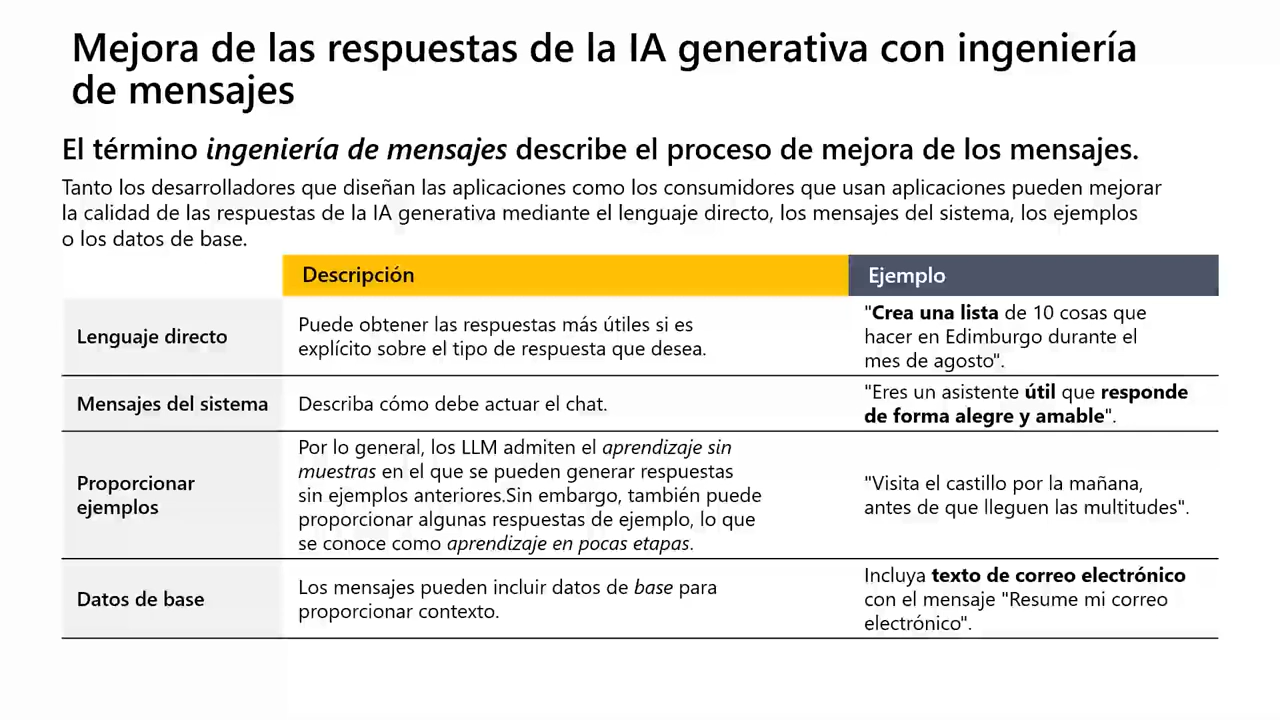 Mejora de las respuestas de la IA generativa con ingeniería
de mensajes
El término ingeniería de mensajes describe el proceso de mejora de los mensajes.
Tanto los desarrolladores que diseñan las aplicaciones como los consumidores que usan aplicaciones pueden mejorar
la calidad de las respuestas de la IA generativa mediante el lenguaje directo, los mensajes del sistema, los ejemplos
o los datos de base.
Descripción
Ejemplo
Lenguaje directo
Puede obtener las respuestas más útiles si es
explícito sobre el tipo de respuesta que desea.
"Crea una lista de 10 cosas que
hacer en Edimburgo durante el
mes de agosto".
Mensajes del sistema
Describa cómo debe actuar el chat.
"Eres un asistente útil que responde
de forma alegre y amable".
Proporcionar
ejemplos
Por lo general, los LLM admiten el aprendizaje sin
muestras en el que se pueden generar respuestas
sin ejemplos anteriores.Sin embargo, también puede
proporcionar algunas respuestas de ejemplo, lo que
se conoce como aprendizaje en pocas etapas.
"Visita el castillo por la mañana,
antes de que lleguen las multitudes".
Datos de base
Los mensajes pueden incluir datos de base para
proporcionar contexto.
Incluya texto de correo electrónico
con el mensaje "Resume mi correo
electrónico".